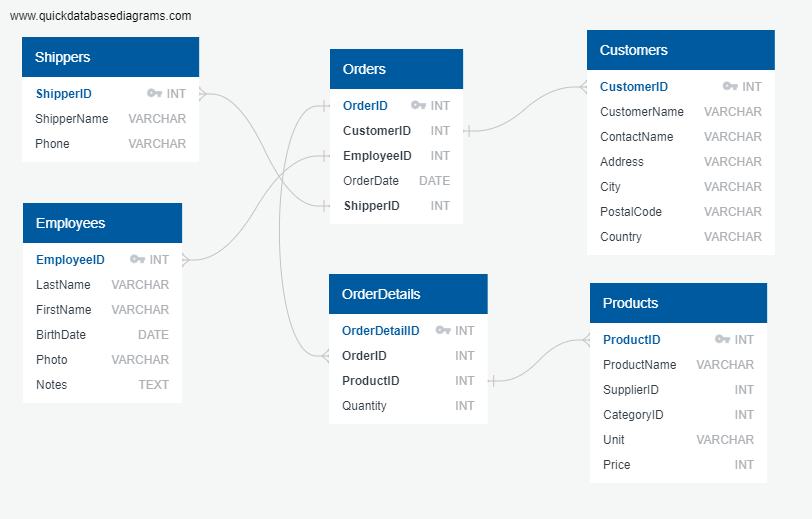 www.quickdatabasediagrams.com
Shippers
ShipperID INT
ShipperName VARCHAR
Phone VARCHAR
Employees
EmployeeID INT
LastName VARCHAR
FirstName VARCHAR
BirthDate DATE
Photo VARCHAR
Notes TEXT
Orders
OrderID INT
CustomerID INT
EmployeeID INT
OrderDate DATE
ShipperID INT
OrderDetails
OrderDetailID INT
OrderID INT
ProductID INT
Quantity INT
Customers
CustomerID INT
CustomerName VARCHAR
ContactName VARCHAR
Address VARCHAR
City VARCHAR
PostalCode VARCHAR
Country VARCHAR
Products
ProductID INT
ProductName VARCHAR
SupplierID INT
CategoryID INT
Unit VARCHAR
Price INT